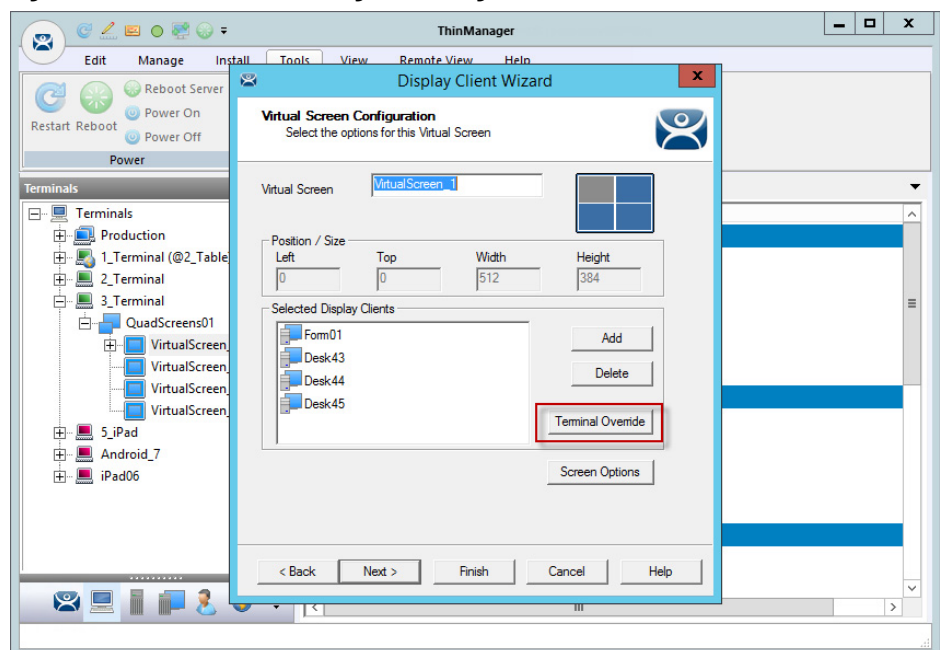 ThinManager
Edit Manage Install Tools View Remote View Help
Reboot Server
Power On
Restart Reboot
Power Off
Power
Display Client Wizard
Virtual Screen Configuration
Select the options for this Virtual Screen
Virtual Screen VirtualScreen_1
Position / Size
Left Top Width Height
0 0 512 384
Selected Display Clients
Form01
Desk43
Desk44
Desk45
Add
Delete
Terminal Override
Screen Options
< Back Next > Finish Cancel Help
Terminals
Terminals
Production
1_Terminal (@2_Table
2_Terminal
3_Terminal
QuadScreens01
VirtualScreen_
VirtualScreen_
VirtualScreen_
VirtualScreen_
5_iPad
Android_7
iPad06